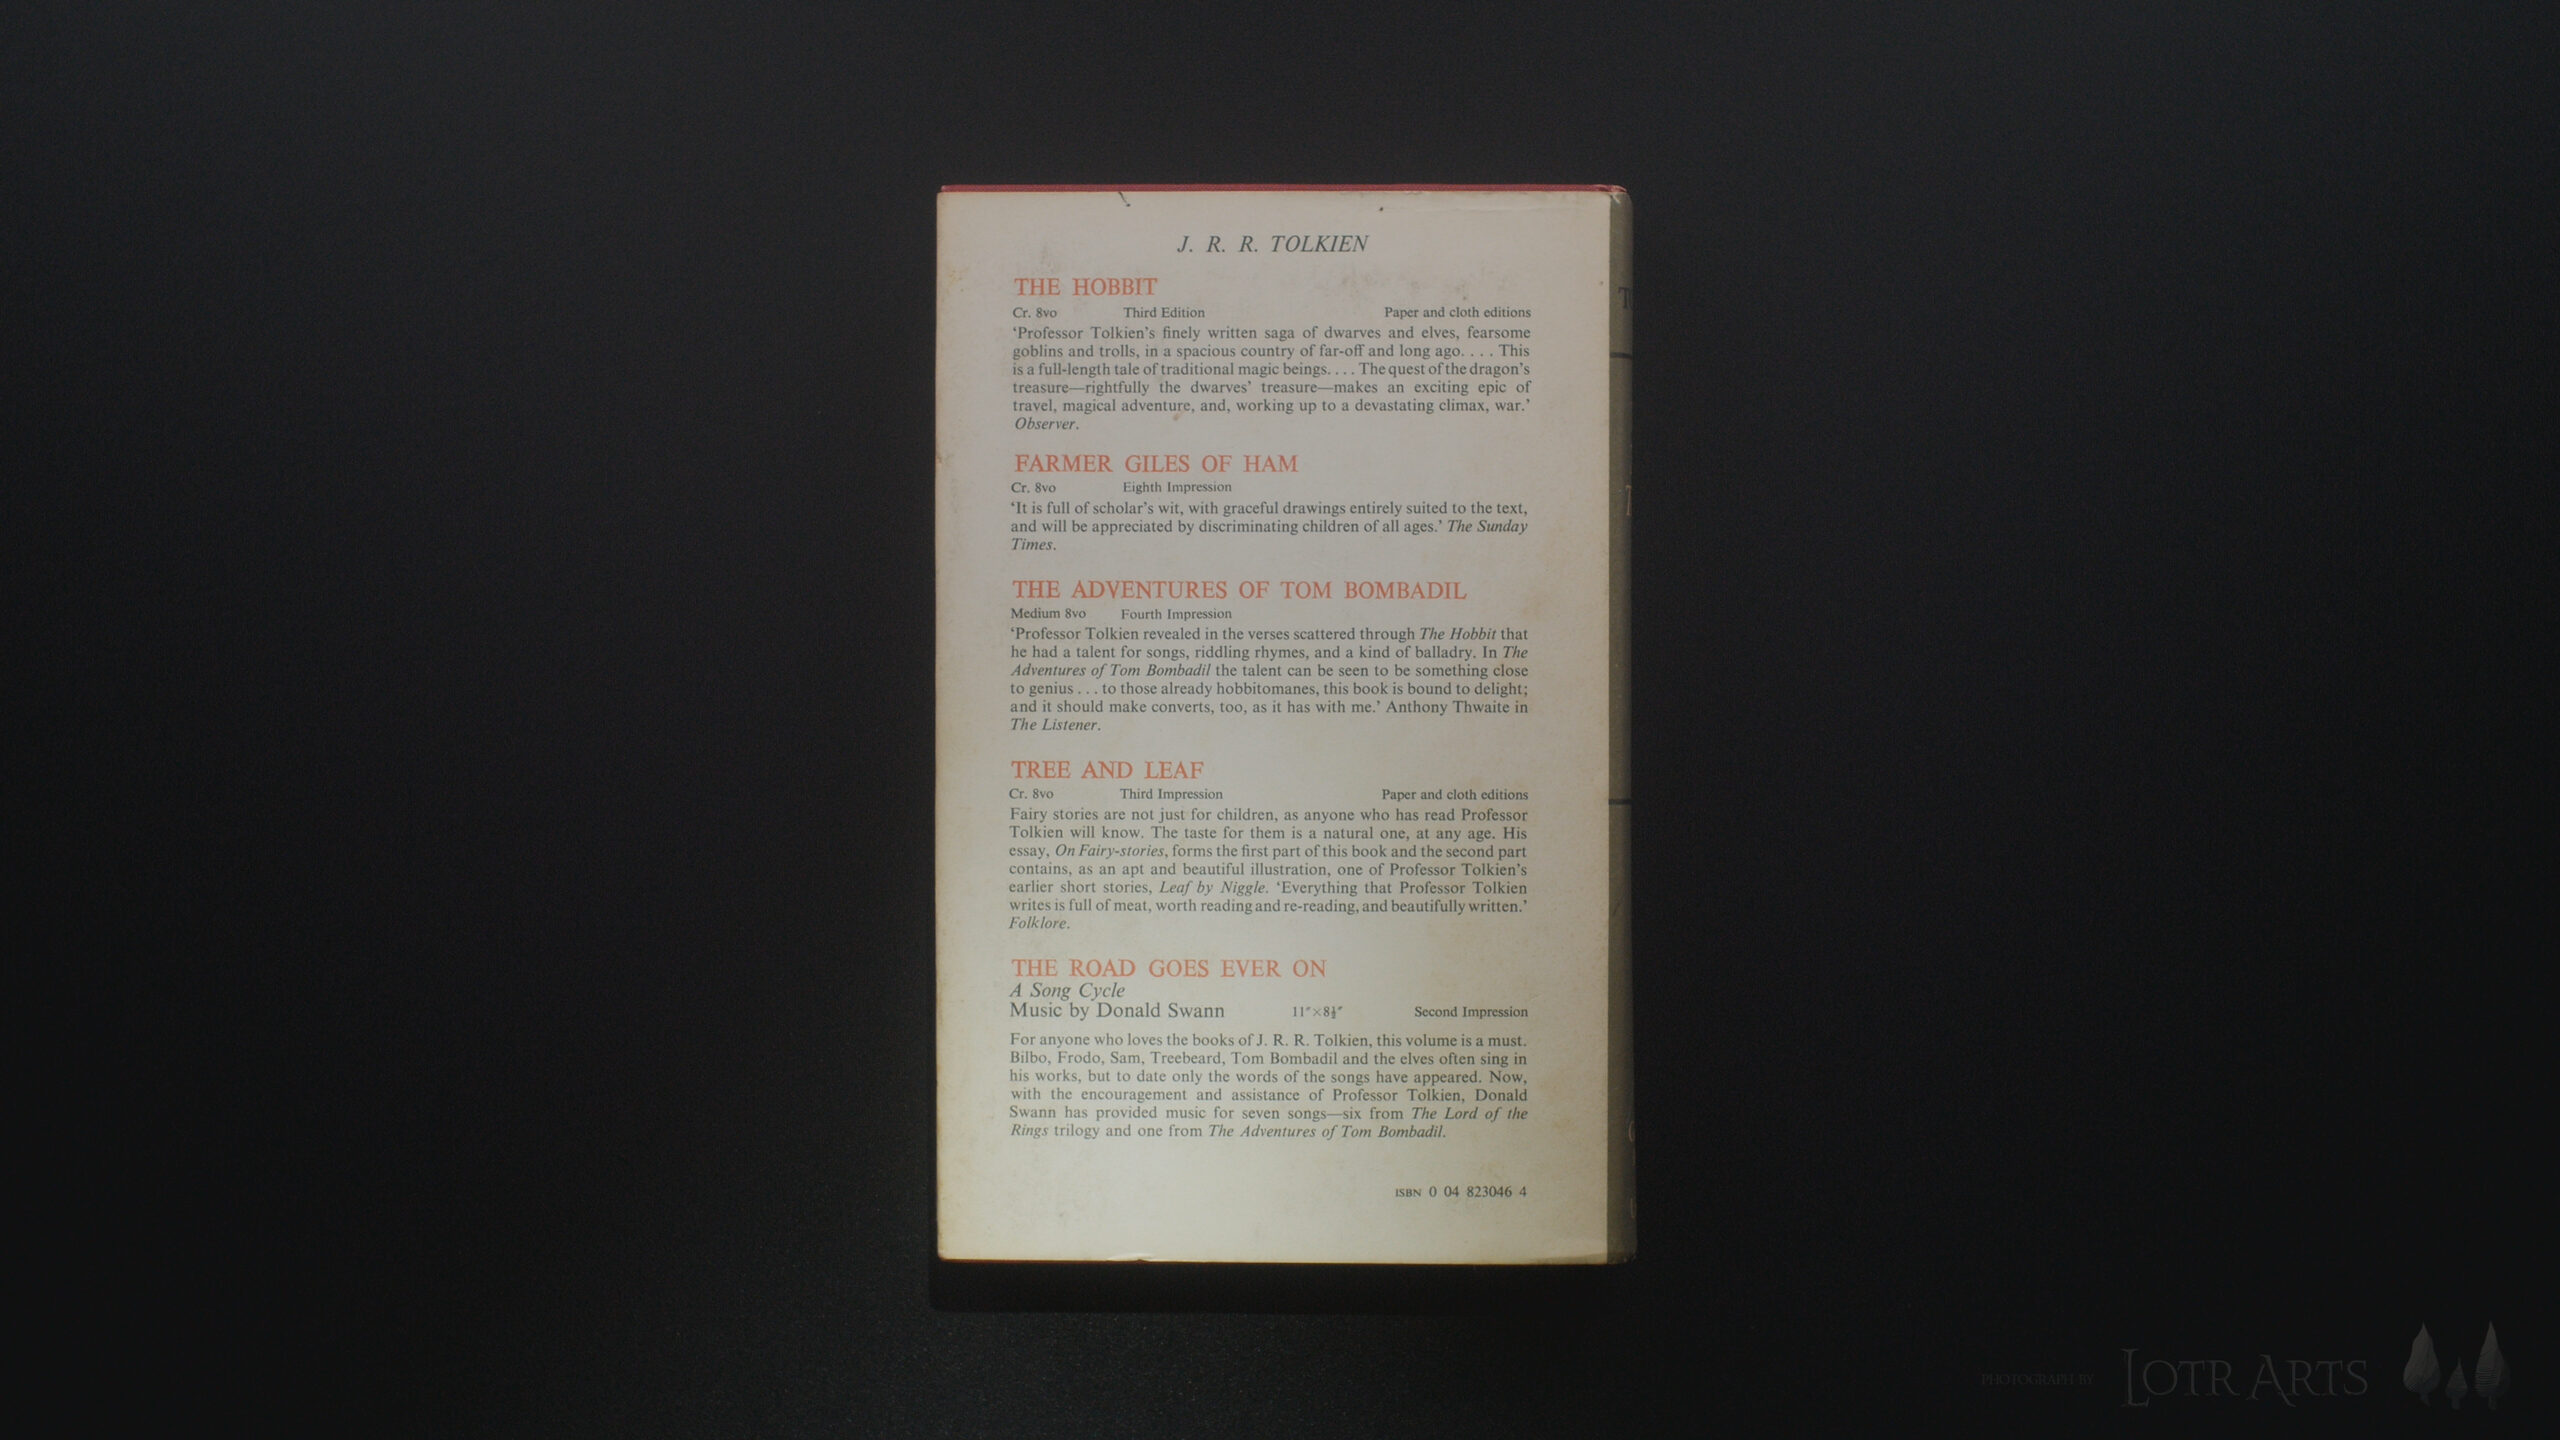 J. R. R. TOLKIEN
THE HOBBIT
Cr. 8vo Third Edition Paper and cloth editions
‘Professor Tolkien’s finely written saga of dwarves and elves, fearsome
goblins and trolls, in a spacious country of far-off and long ago. . . . This
is a full-length tale of traditional magic beings. . . . The quest of the dragon’s
treasure—rightfully the dwarves’ treasure—makes an exciting epic of
travel, magical adventure, and, working up to a devastating climax, war.’
Observer.
FARMER GILES OF HAM
Cr. 8vo Eighth Impression
‘It is full of scholar’s wit, with graceful drawings entirely suited to the text,
and will be appreciated by discriminating children of all ages.’ The Sunday
Times.
THE ADVENTURES OF TOM BOMBADIL
Medium 8vo Fourth Impression
‘Professor Tolkien revealed in the verses scattered through The Hobbit that
he had a talent for songs, riddling rhymes, and a kind of balladry. In The
Adventures of Tom Bombadil the talent can be seen to be something close
to genius . . . to those already hobbitomanes, this book is bound to delight;
and it should make converts, too, as it has with me.’ Anthony Thwaite in
The Listener.
TREE AND LEAF
Cr. 8vo Third Impression Paper and cloth editions
Fairy stories are not just for children, as anyone who has read Professor
Tolkien will know. The taste for them is a natural one, at any age. His
essay, On Fairy-stories, forms the first part of this book and the second part
contains, as an apt and beautiful illustration, one of Professor Tolkien’s
earlier short stories, Leaf by Niggle. ‘Everything that Professor Tolkien
writes is full of meat, worth reading and re-reading, and beautifully written.’
Folklore.
THE ROAD GOES EVER ON
A Song Cycle
Music by Donald Swann 11″×8½″ Second Impression
For anyone who loves the books of J. R. R. Tolkien, this volume is a must.
Bilbo, Frodo, Sam, Treebeard, Tom Bombadil and the elves often sing in
his works, but to date only the words of the songs have appeared. Now,
with the encouragement and assistance of Professor Tolkien, Donald
Swann has provided music for seven songs—six from The Lord of the
Rings trilogy and one from The Adventures of Tom Bombadil.
ISBN 0 04 823046 4
PHOTOGRAPH BY LOTR ARTS